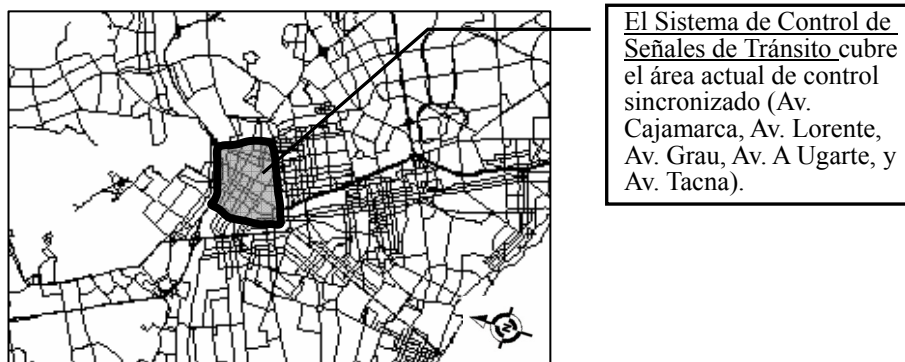 El Sistema de Control de
Señales de Tránsito cubre
el área actual de control
sincronizado (Av.
Cajamarca, Av. Lorente,
Av. Grau, Av. A Ugarte, y
Av. Tacna).